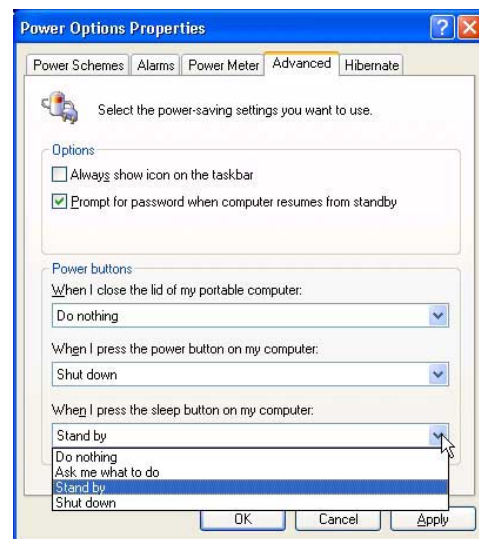 Power Options Properties
Power Schemes Alarms Power Meter Advanced Hibernate
Select the power-saving settings you want to use.
Options
Always show icon on the taskbar
Prompt for password when computer resumes from standby
Power buttons
When I close the lid of my portable computer:
Do nothing
When I press the power button on my computer:
Shut down
When I press the sleep button on my computer:
Stand by
Do nothing
Ask me what to do
Stand by
Shut down
OK Cancel Apply